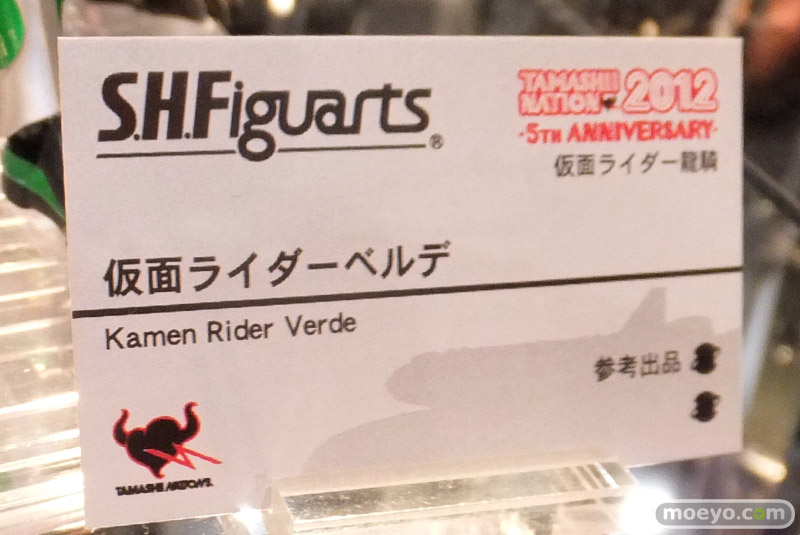 S.H.Figuarts®
TAMASHII
NATION 2012
-5TH ANNIVERSARY-
仮面ライダー龍騎
仮面ライダーベルデ
Kamen Rider Verde
参考出品
TAMASHII NATIONS
moeyo.com